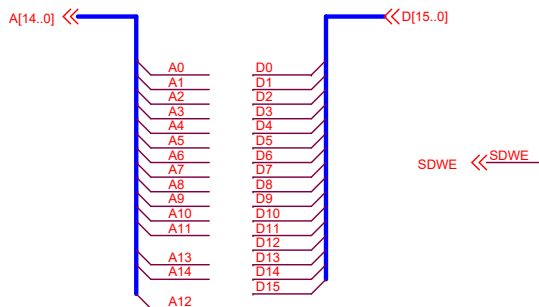 A[14..0] D[15..0]
A0 D0
A1 D1
A2 D2
A3 D3
A4 D4
A5 D5
A6 D6
A7 D7
A8 D8
A9 D9
A10 D10
A11 D11
D12
A13 D13
A14 D14
D15
A12
SDWE SDWE